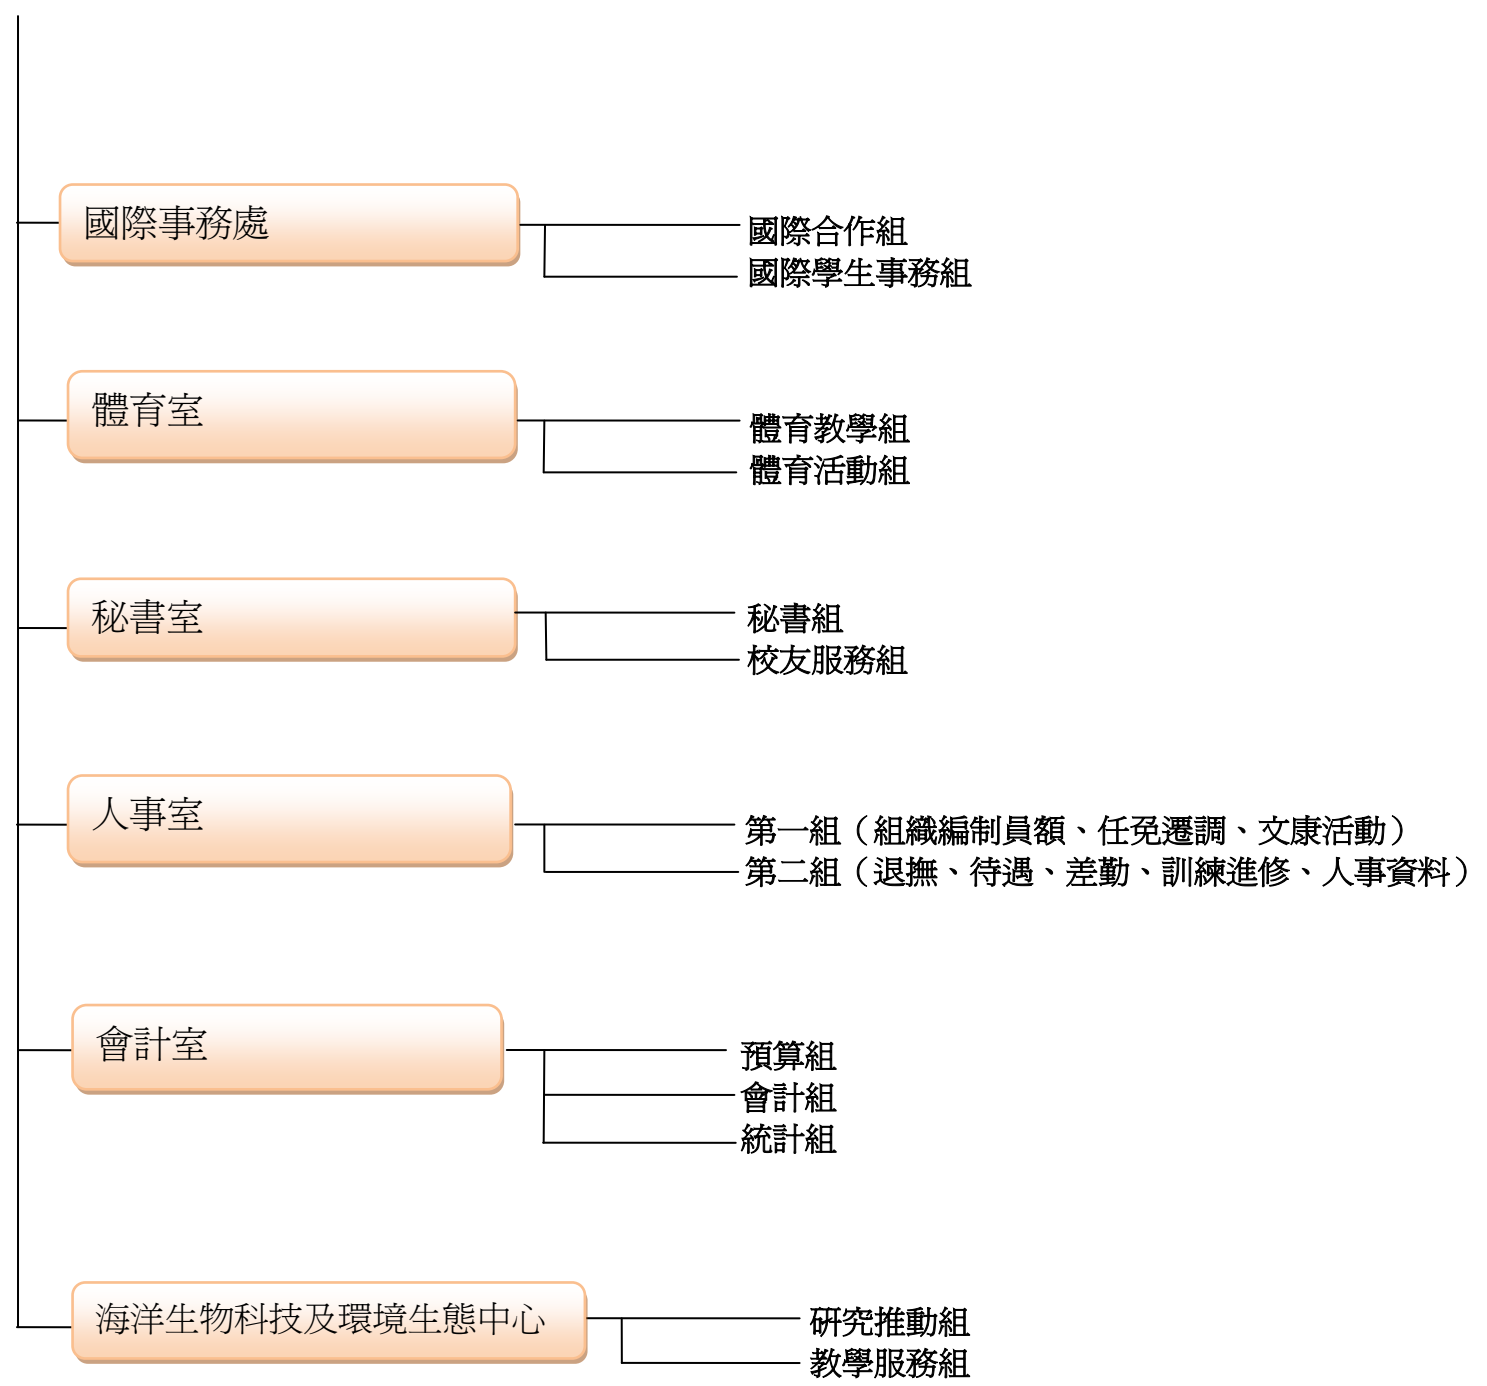 國際事務處
國際合作組
國際學生事務組
體育室
體育教學組
體育活動組
秘書室
秘書組
校友服務組
人事室
第一組（組織編制員額、任免遷調、文康活動）
第二組（退撫、待遇、差勤、訓練進修、人事資料）
會計室
預算組
會計組
統計組
海洋生物科技及環境生態中心
研究推動組
教學服務組